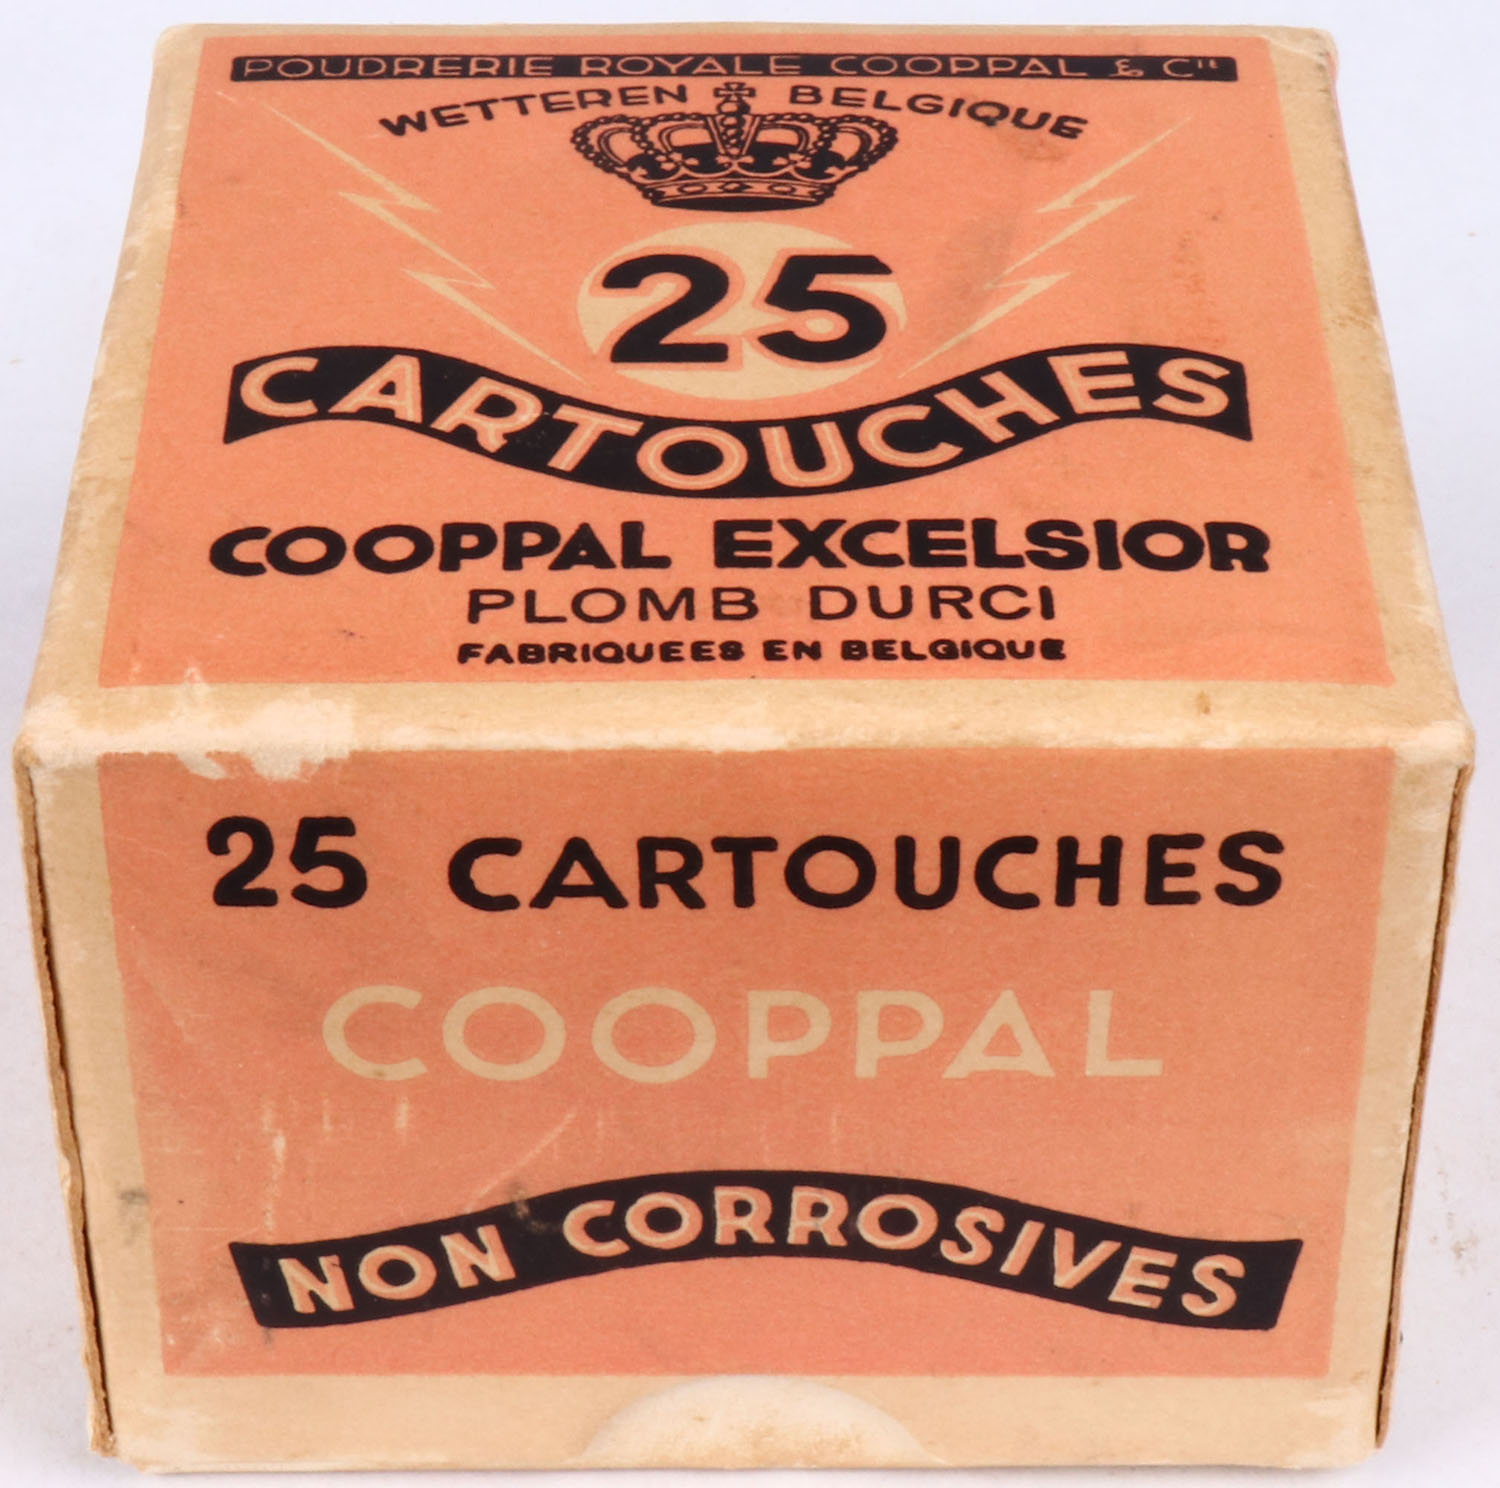 POUDRERIE ROYALE COOPPAL & Cie
WETTEREN BELGIQUE
25
CARTOUCHES
COOPPAL EXCELSIOR
PLOMB DURCI
FABRIQUEES EN BELGIQUE
25 CARTOUCHES
COOPPAL
NON CORROSIVES